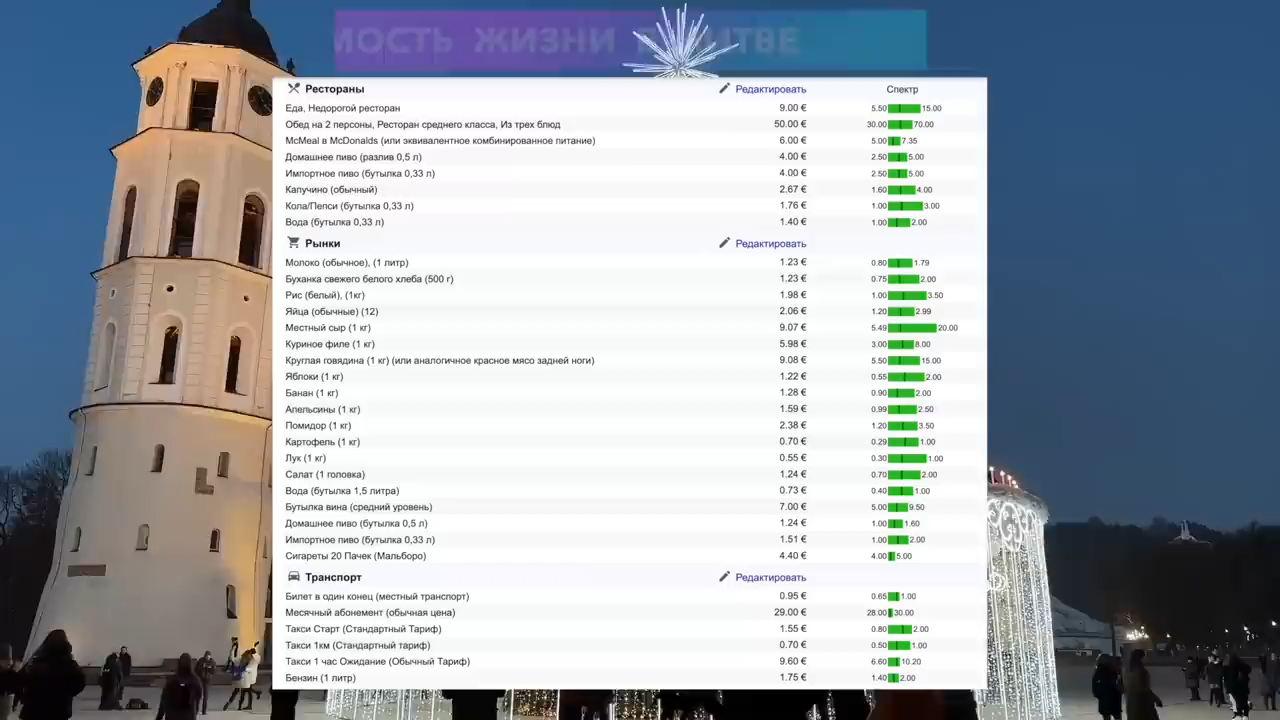 МОСТЬ ЖИЗНИ ТВЕ
Рестораны Редактировать Спектр
Еда, Недорогой ресторан 9.00 € 5.50 15.00
Обед на 2 персоны, Ресторан среднего класса, Из трех блюд 50.00 € 30.00 70.00
McMeal в McDonalds (или эквивалентное комбинированное питание) 6.00 € 5.00 7.35
Домашнее пиво (разлив 0,5 л) 4.00 € 2.50 5.00
Импортное пиво (бутылка 0,33 л) 4.00 € 2.50 5.00
Капучино (обычный) 2.67 € 1.60 4.00
Кола/Пепси (бутылка 0,33 л) 1.76 € 1.00 3.00
Вода (бутылка 0,33 л) 1.40 € 1.00 2.00
Рынки Редактировать
Молоко (обычное), (1 литр) 1.23 € 0.80 1.79
Буханка свежего белого хлеба (500 г) 1.23 € 0.75 2.00
Рис (белый), (1кг) 1.98 € 1.00 3.50
Яйца (обычные) (12) 2.06 € 1.20 2.99
Местный сыр (1 кг) 9.07 € 5.49 20.00
Куриное филе (1 кг) 5.98 € 3.00 8.00
Круглая говядина (1 кг) (или аналогичное красное мясо задней ноги) 9.08 € 5.50 15.00
Яблоки (1 кг) 1.22 € 0.55 2.00
Банан (1 кг) 1.28 € 0.90 2.00
Апельсины (1 кг) 1.59 € 0.99 2.50
Помидор (1 кг) 2.38 € 1.20 3.50
Картофель (1 кг) 0.70 € 0.29 1.00
Лук (1 кг) 0.55 € 0.30 1.00
Салат (1 головка) 1.24 € 0.70 2.00
Вода (бутылка 1,5 литра) 0.73 € 0.40 1.00
Бутылка вина (средний уровень) 7.00 € 5.00 9.50
Домашнее пиво (бутылка 0,5 л) 1.24 € 1.00 1.60
Импортное пиво (бутылка 0,33 л) 1.51 € 1.00 2.00
Сигареты 20 Пачек (Мальборо) 4.40 € 4.00 5.00
Транспорт Редактировать
Билет в один конец (местный транспорт) 0.95 € 0.65 1.00
Месячный абонемент (обычная цена) 29.00 € 28.00 30.00
Такси Старт (Стандартный Тариф) 1.55 € 0.80 2.00
Такси 1км (Стандартный тариф) 0.70 € 0.50 1.00
Такси 1 час Ожидание (Обычный Тариф) 9.60 € 6.60 10.20
Бензин (1 литр) 1.75 € 1.40 2.00